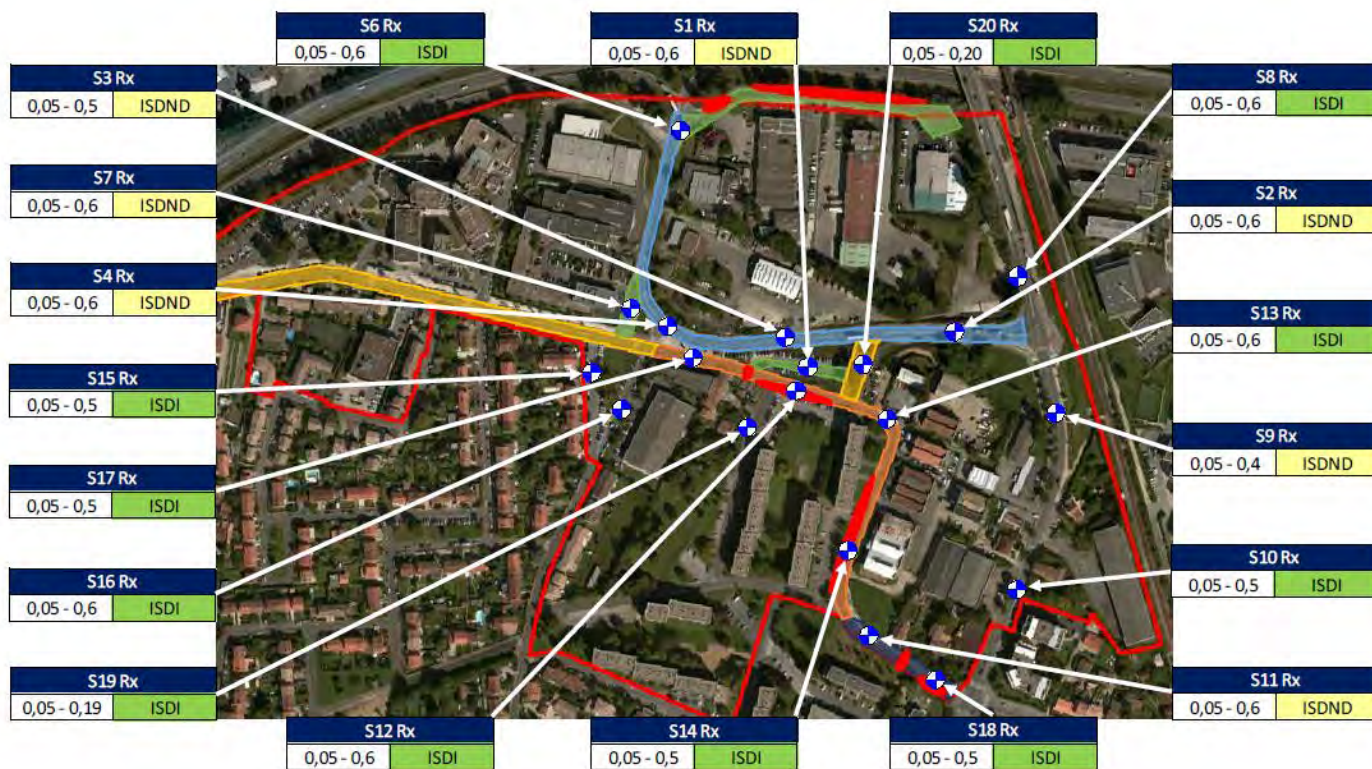 S6 Rx
0,05 - 0,6 ISDI
S1 Rx
0,05 - 0,6 ISDND
S20 Rx
0,05 - 0,20 ISDI
S3 Rx
0,05 - 0,5 ISDND
S8 Rx
0,05 - 0,6 ISDI
S7 Rx
0,05 - 0,6 ISDND
S2 Rx
0,05 - 0,6 ISDND
S4 Rx
0,05 - 0,6 ISDND
S13 Rx
0,05 - 0,6 ISDI
S15 Rx
0,05 - 0,5 ISDI
S9 Rx
0,05 - 0,4 ISDND
S17 Rx
0,05 - 0,5 ISDI
S16 Rx
0,05 - 0,6 ISDI
S10 Rx
0,05 - 0,5 ISDI
S19 Rx
0,05 - 0,19 ISDI
S11 Rx
0,05 - 0,6 ISDND
S12 Rx
0,05 - 0,6 ISDI
S14 Rx
0,05 - 0,5 ISDI
S18 Rx
0,05 - 0,5 ISDI